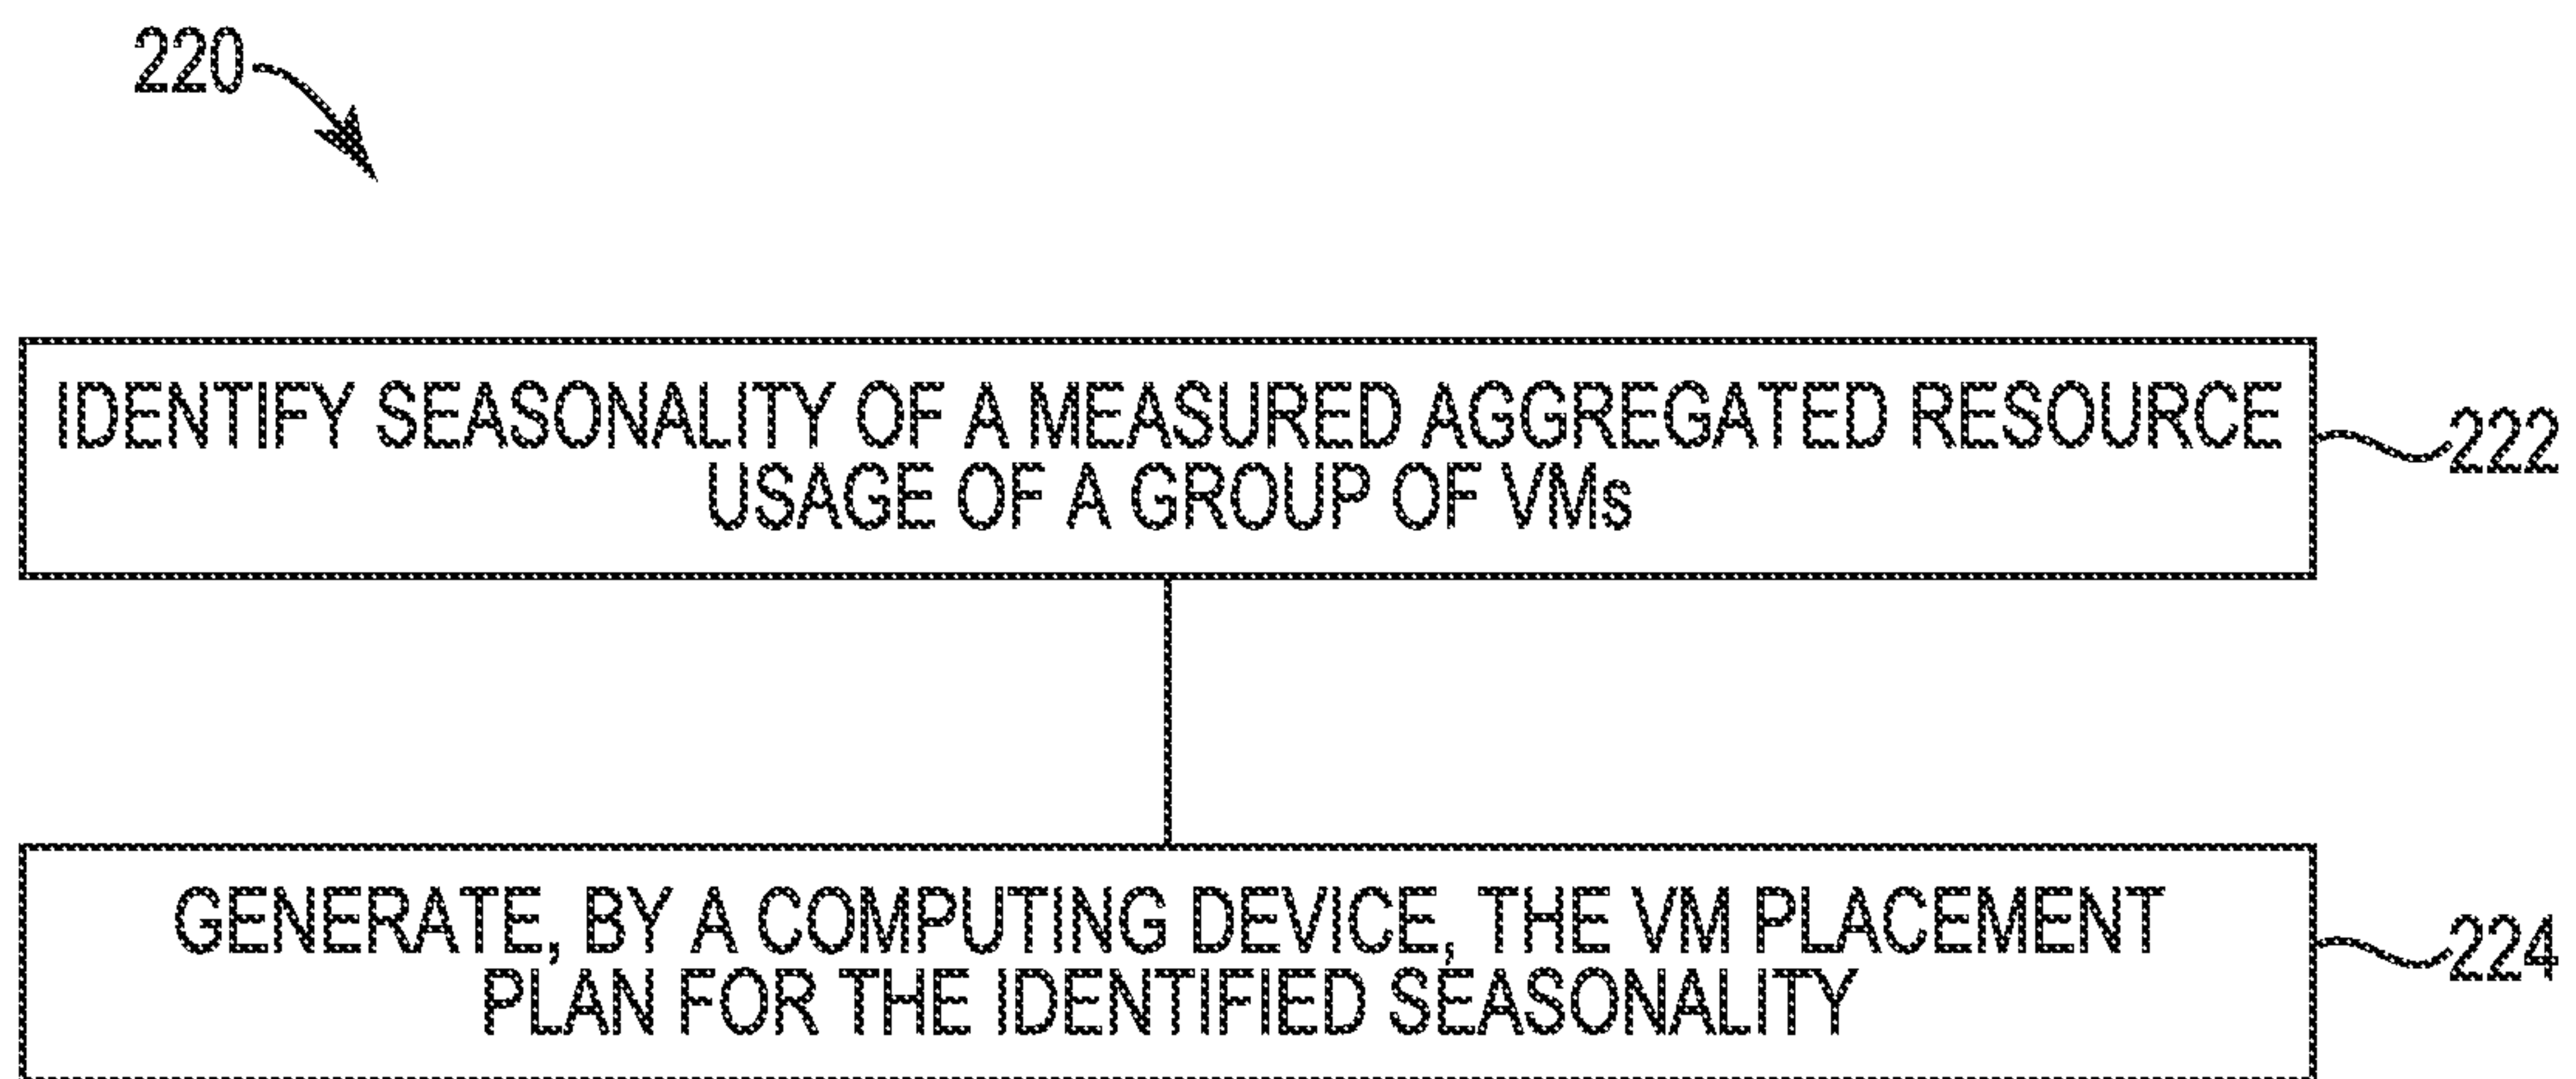 220
IDENTIFY SEASONALITY OF A MEASURED AGGREGATED RESOURCE
USAGE OF A GROUP OF VMs
222
GENERATE, BY A COMPUTING DEVICE, THE VM PLACEMENT
PLAN FOR THE IDENTIFIED SEASONALITY
224